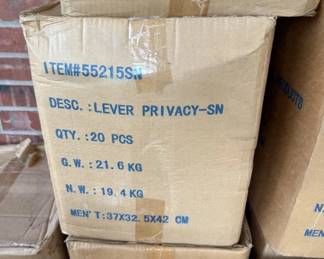 ITEM#55215SN
DESC.:LEVER PRIVACY-SN
QTY.:20 PCS
G.W.:21.6 KG
N.W.:19.4 KG
MEN'T:37X32.5X42 CM
N.
MEN